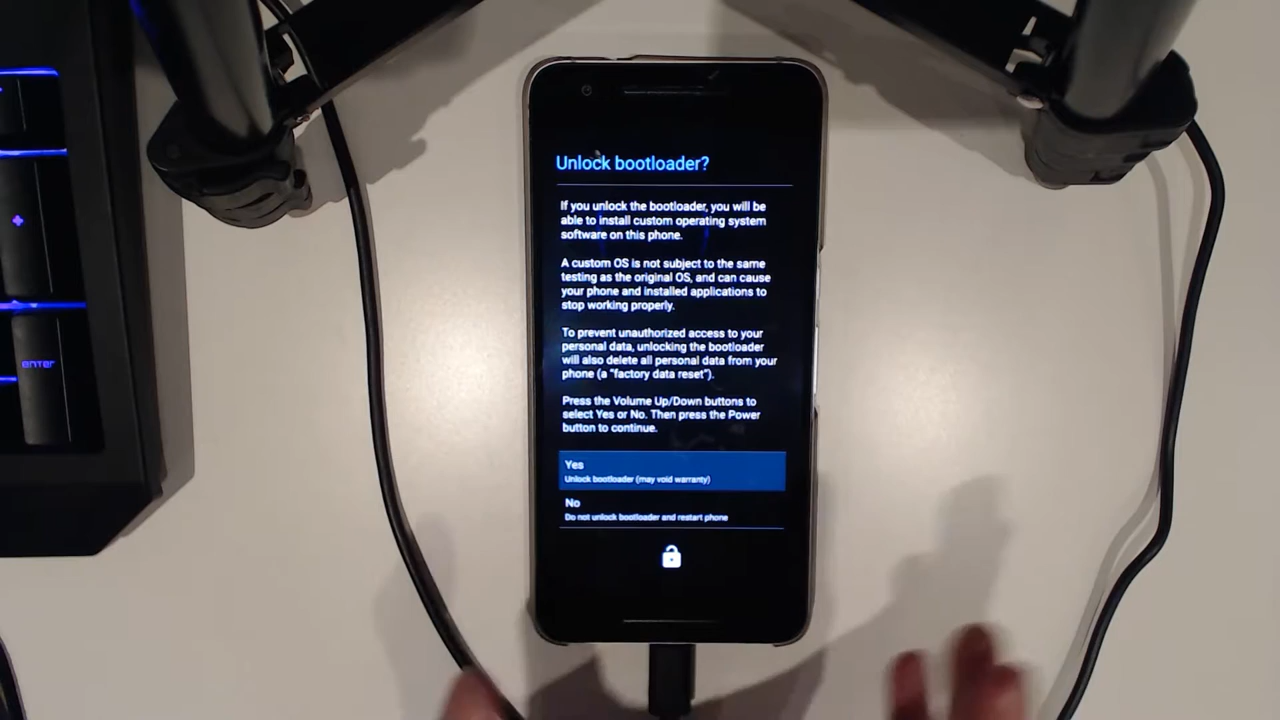 Unlock bootloader?
If you unlock the bootloader, you will be
able to install custom operating system
software on this phone.
A custom OS is not subject to the same
testing as the original OS, and can cause
your phone and installed applications to
stop working properly.
To prevent unauthorized access to your
personal data, unlocking the bootloader
will also delete all personal data from your
phone (a "factory data reset").
Press the Volume Up/Down buttons to
select Yes or No. Then press the Power
button to continue.
Yes
Unlock bootloader (may void warranty)
No
Do not unlock bootloader and restart phone
+
enter